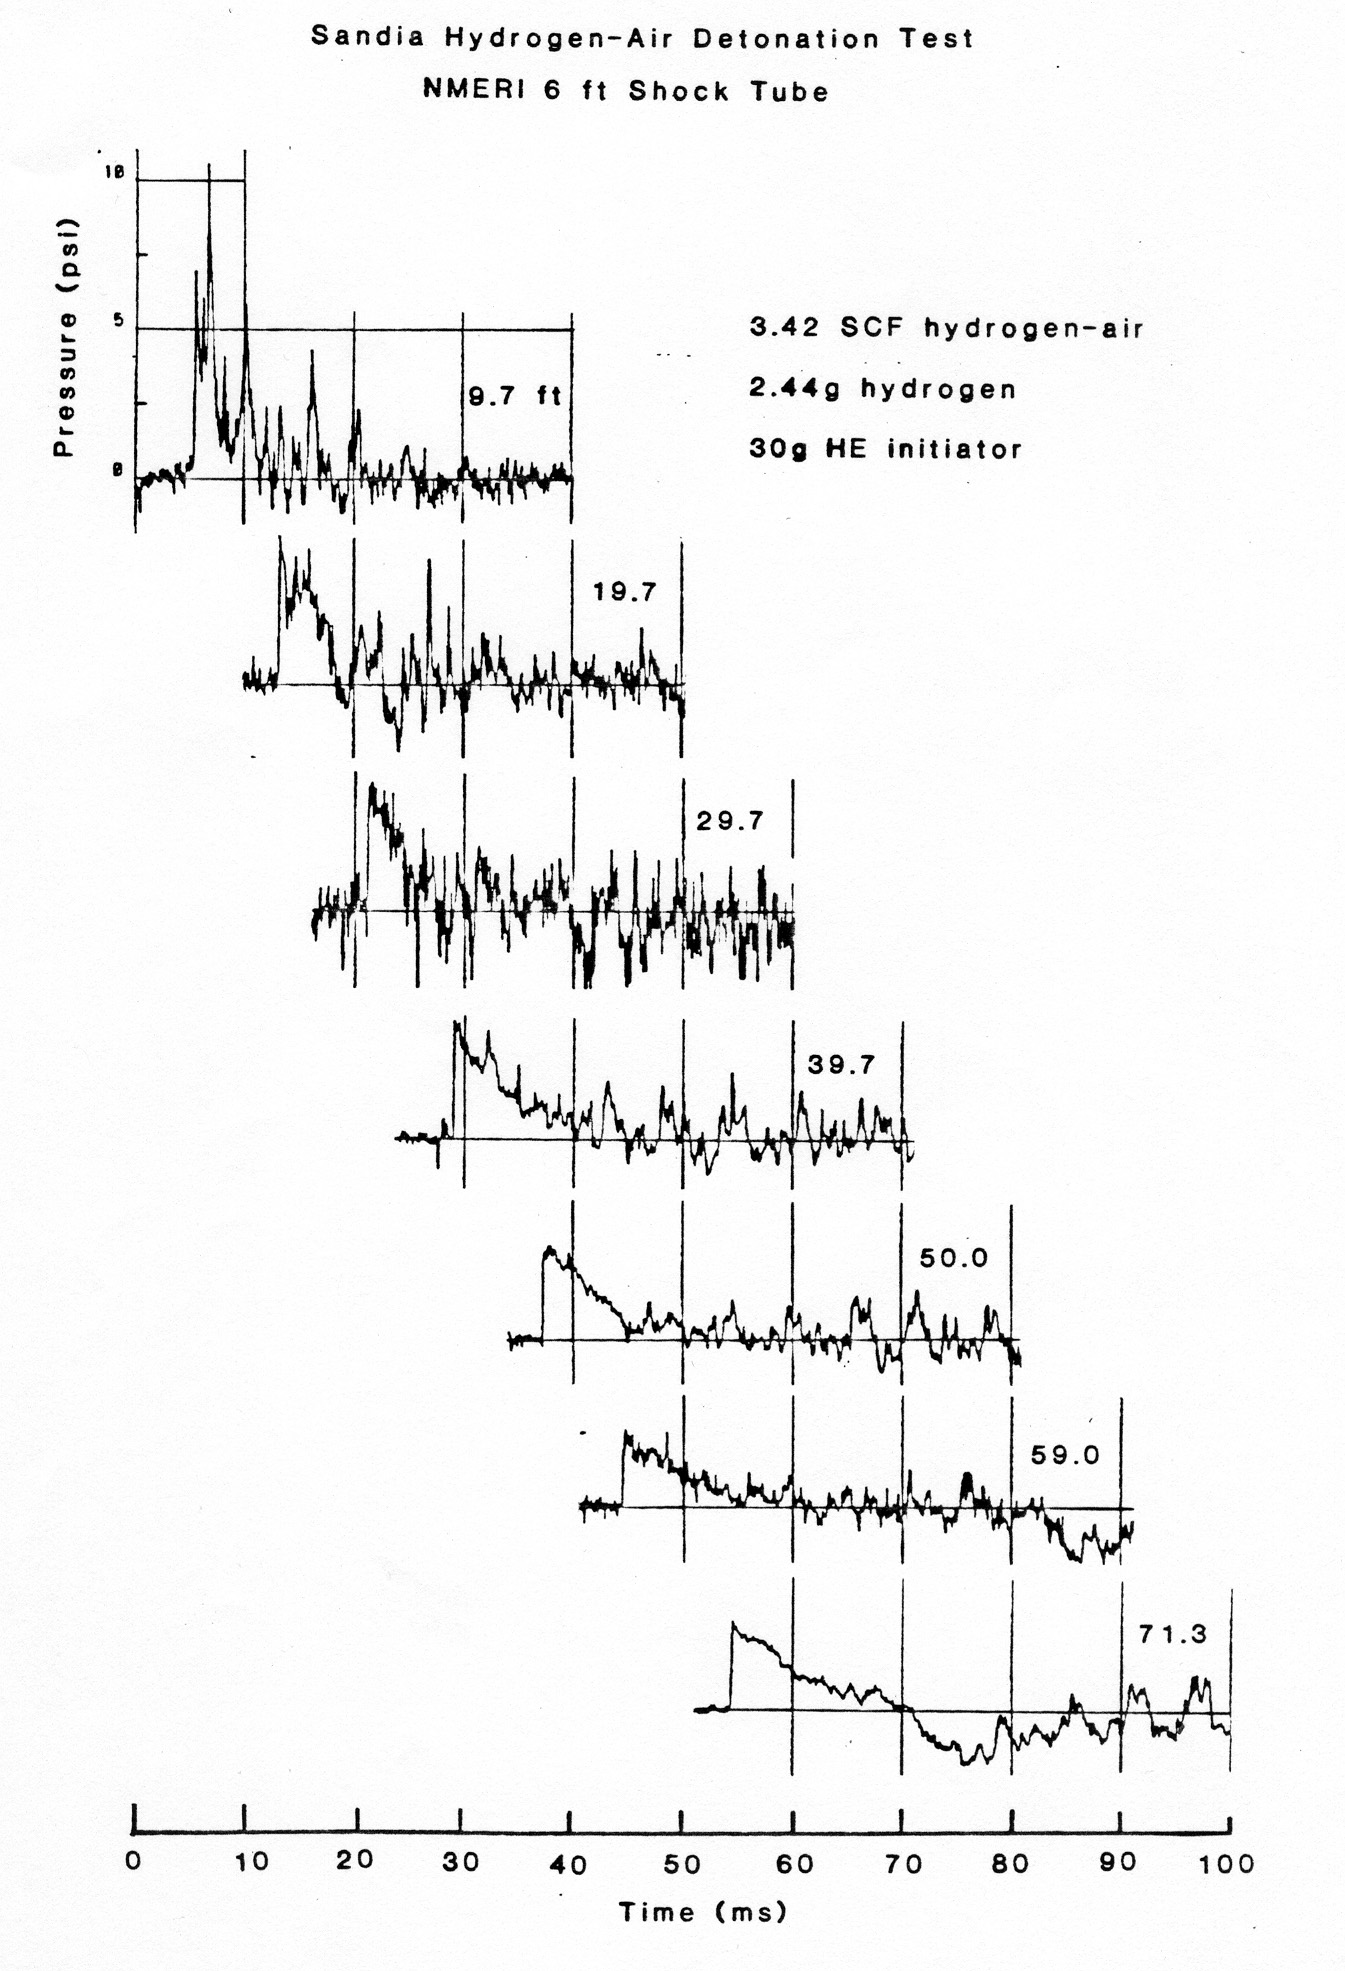 Sandia Hydrogen-Air Detonation Test
NMERI 6 ft Shock Tube
10
5
0
Pressure (psi)
9.7 ft
3.42 SCF hydrogen-air
2.44g hydrogen
30g HE initiator
19.7
29.7
39.7
50.0
59.0
71.3
0 10 20 30 40 50 60 70 80 90 100
Time (ms)